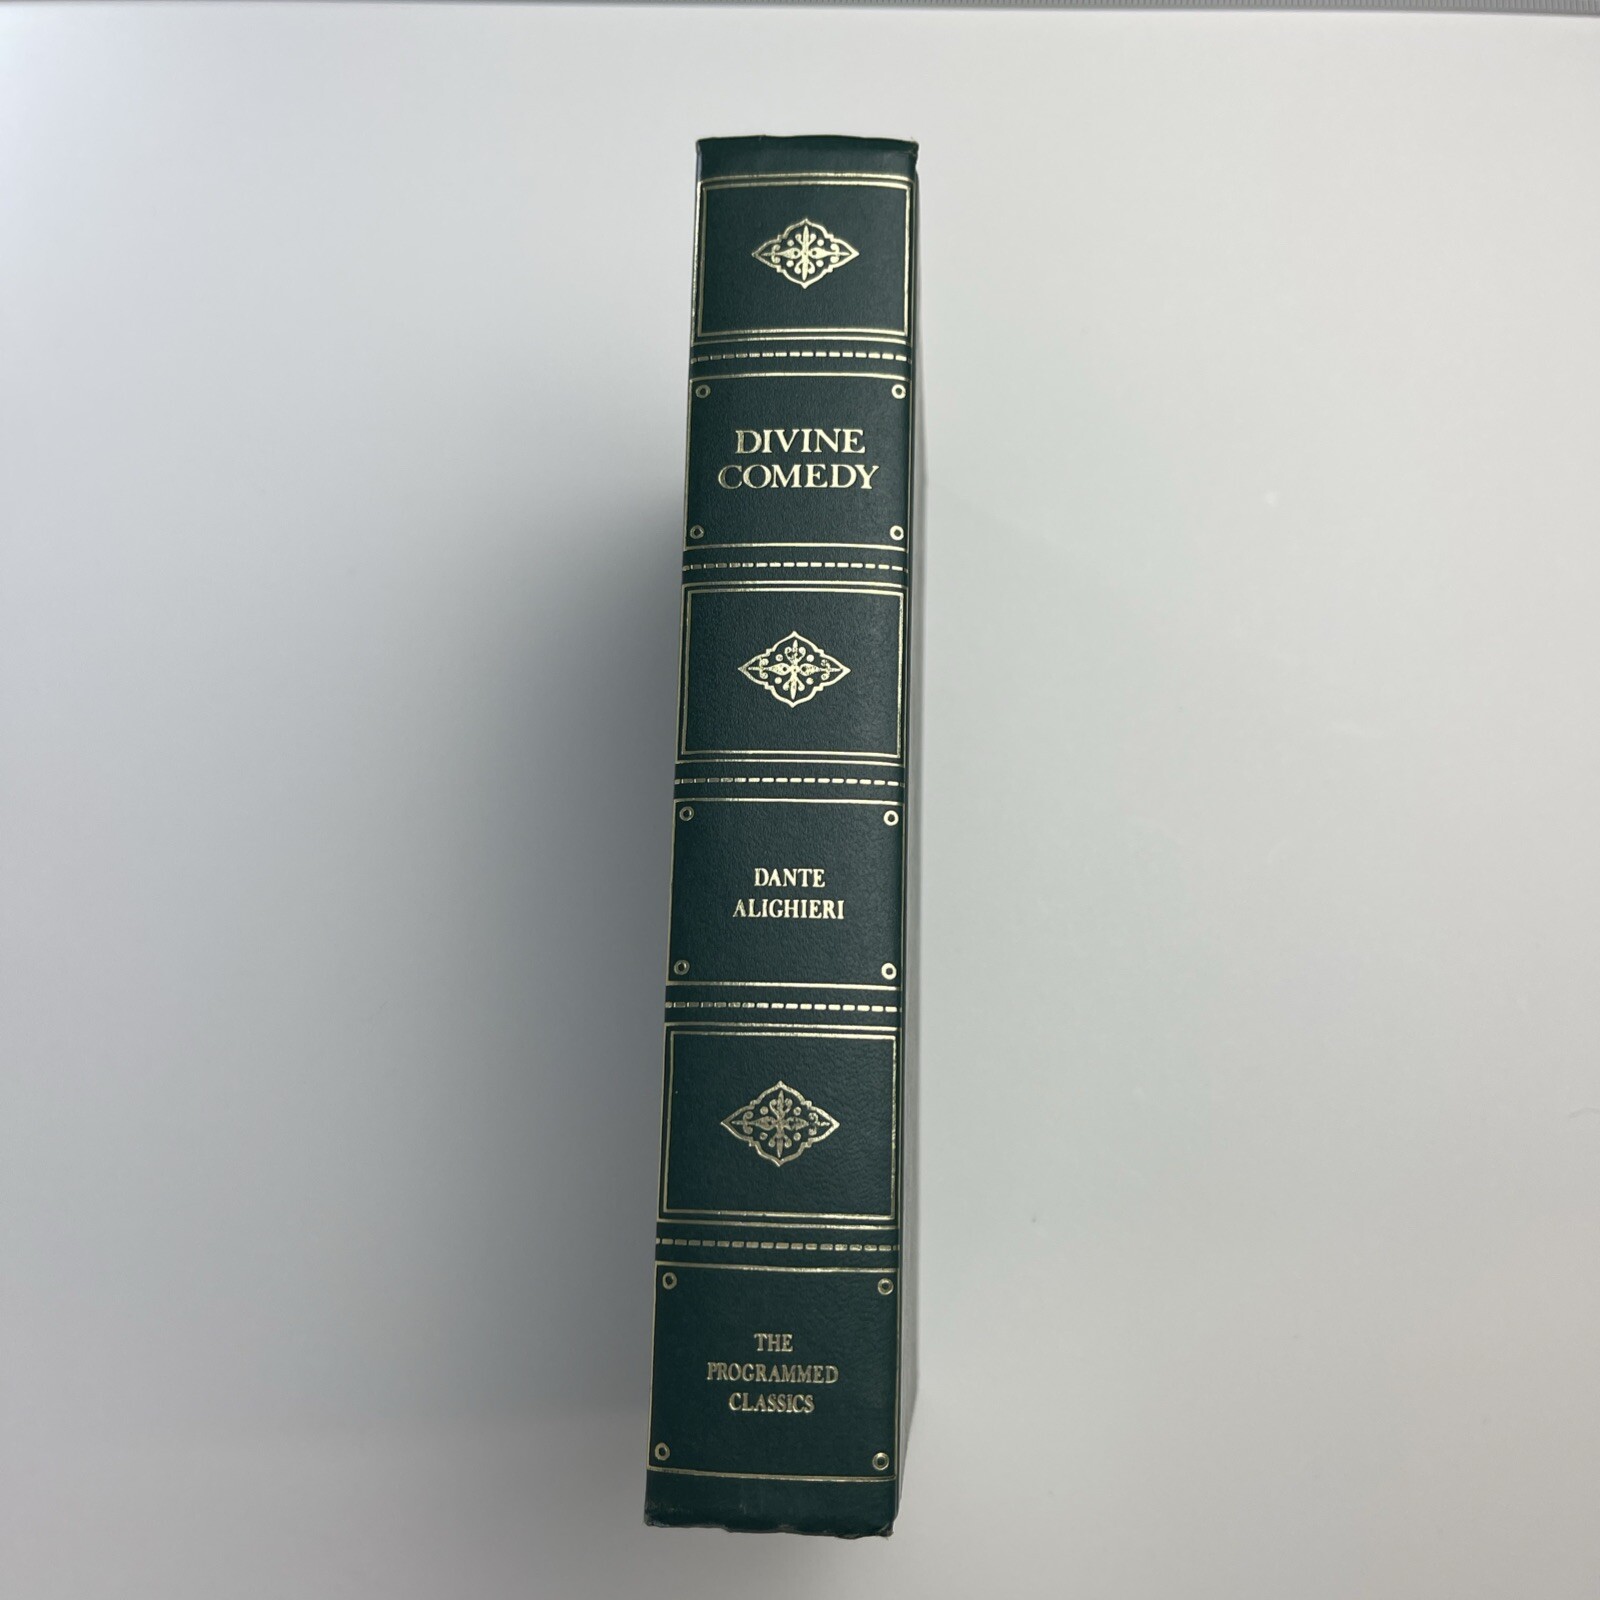 DIVINE
COMEDY
DANTE
ALIGHIERI
THE
PROGRAMMED
CLASSICS